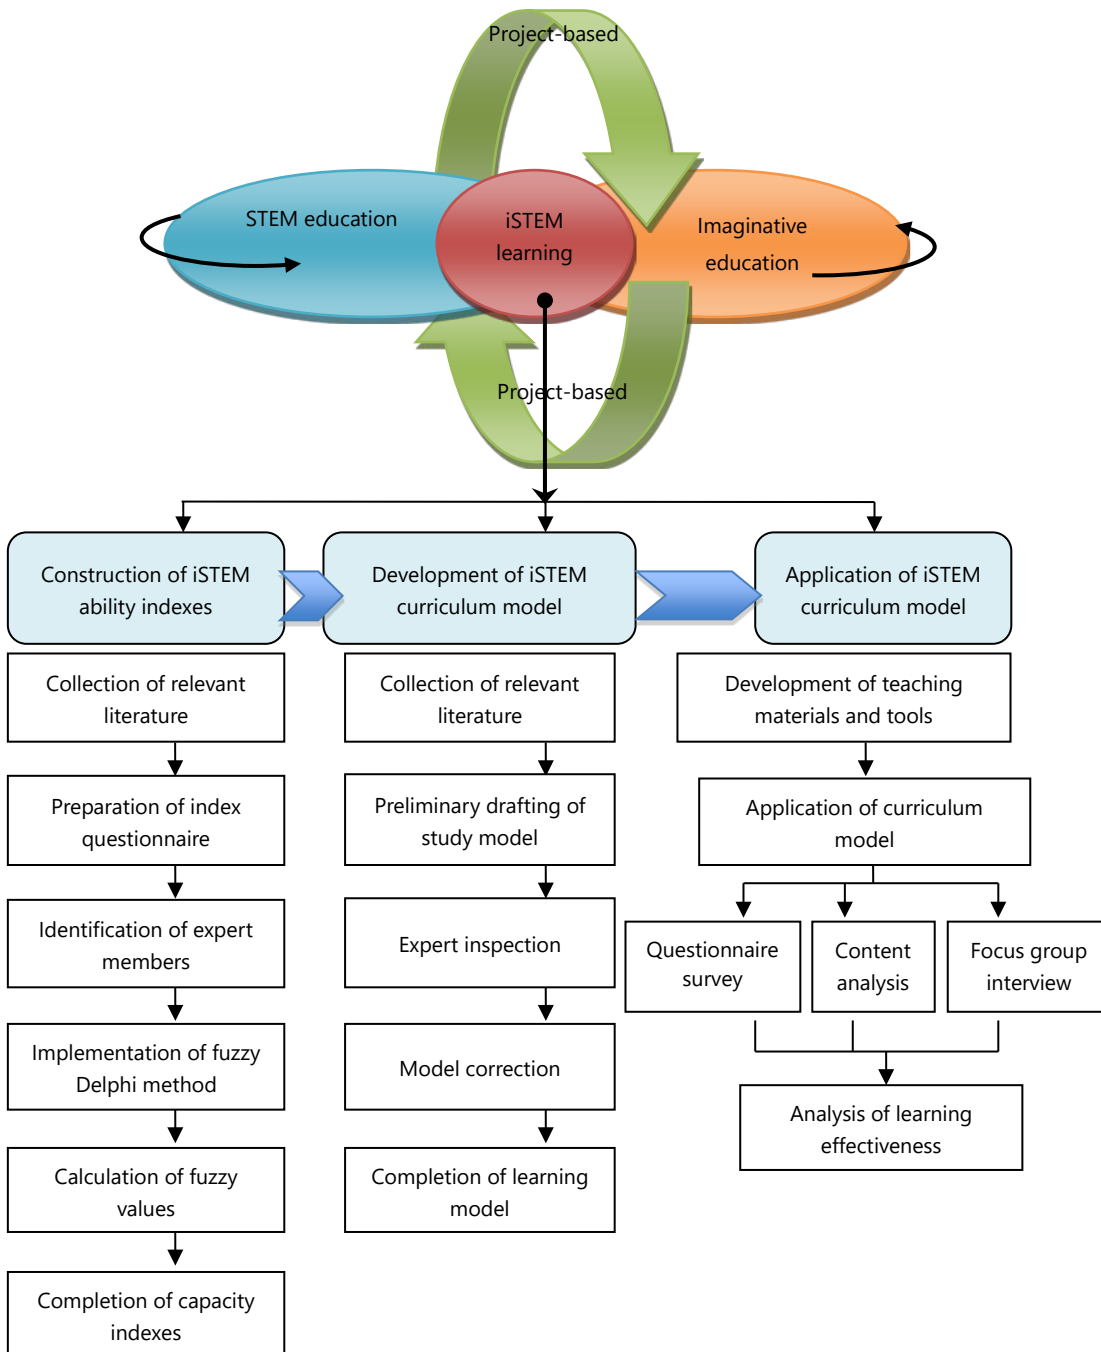 Project-based
STEM education
iSTEM
learning
Imaginative
education
Project-based
Construction of iSTEM
ability indexes
Development of iSTEM
curriculum model
Application of iSTEM
curriculum model
Collection of relevant
literature
Preparation of index
questionnaire
Identification of expert
members
Implementation of fuzzy
Delphi method
Calculation of fuzzy
values
Completion of capacity
indexes
Collection of relevant
literature
Preliminary drafting of
study model
Expert inspection
Model correction
Completion of learning
model
Development of teaching
materials and tools
Application of curriculum
model
Questionnaire
survey
Content
analysis
Focus group
interview
Analysis of learning
effectiveness